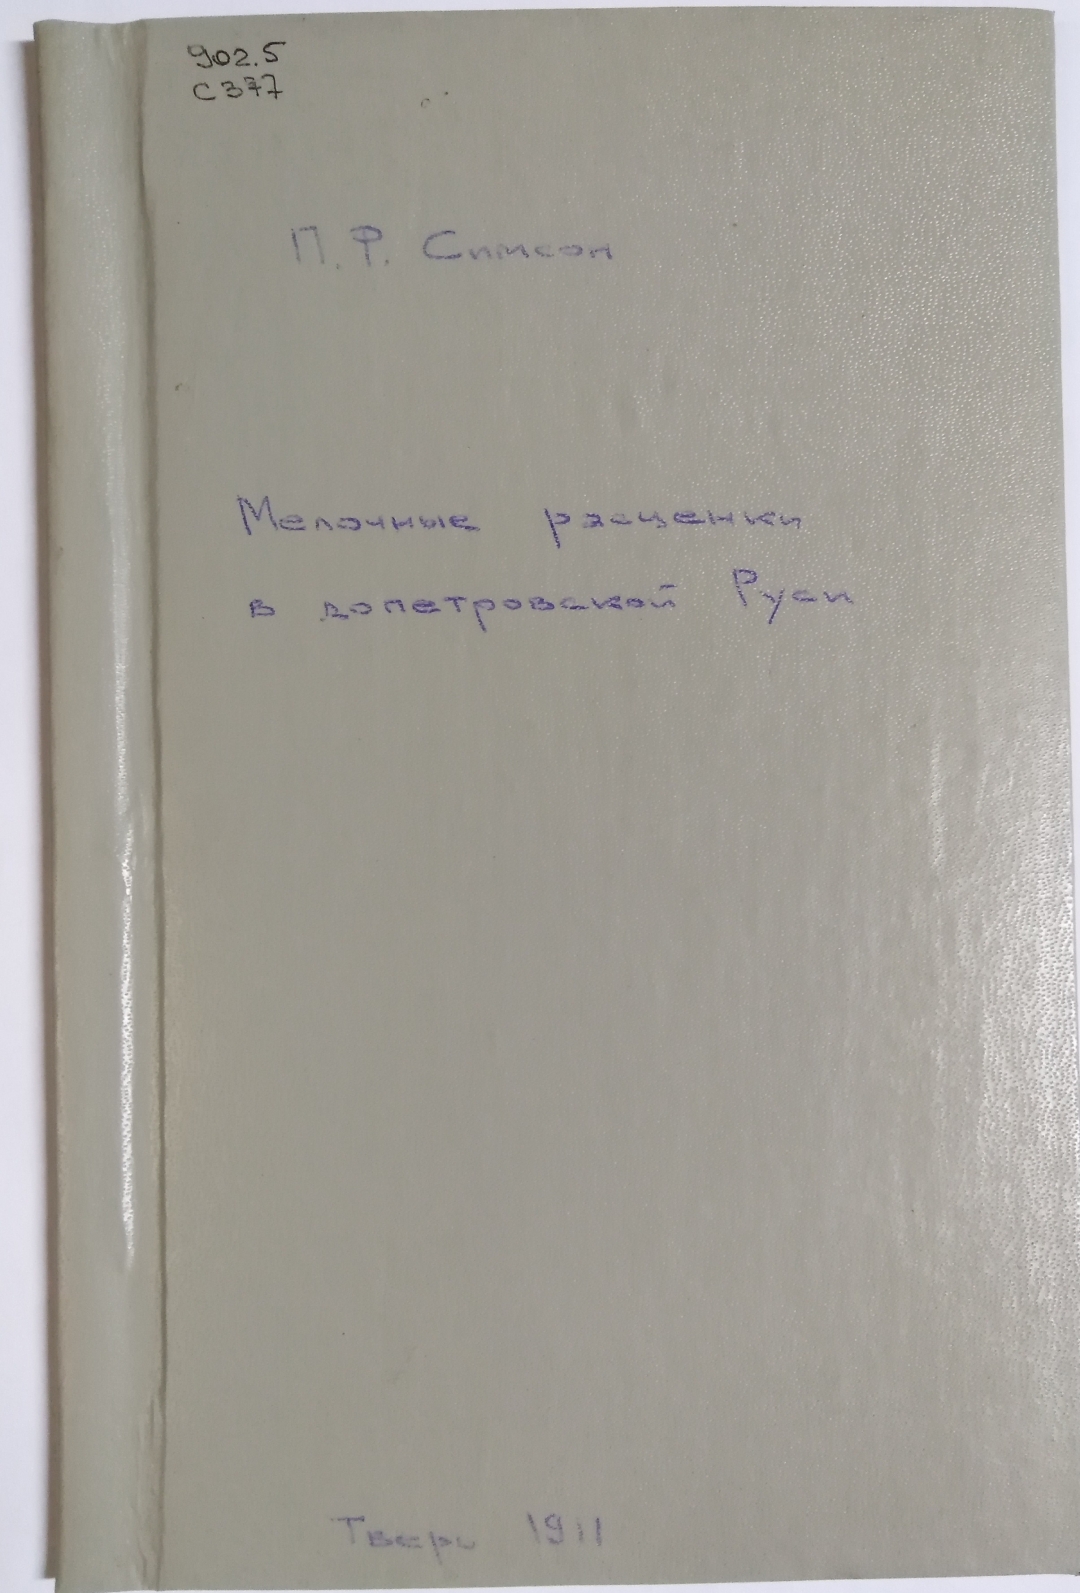 902.5
С377
П. Ф. Симсон
Мелочные расценки
в допетровской Руси
Тверь 1911